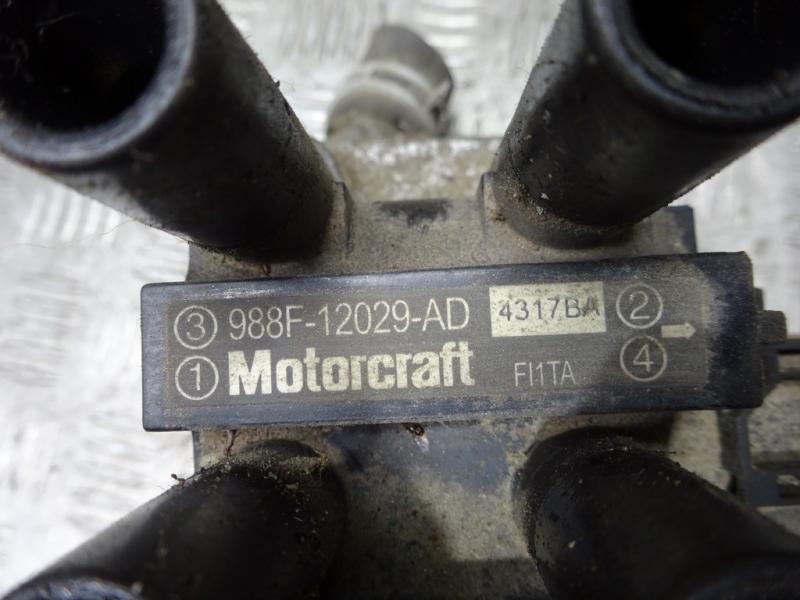 ③ 988F-12029-AD 4317BA ②
① Motorcraft FI1TA ④